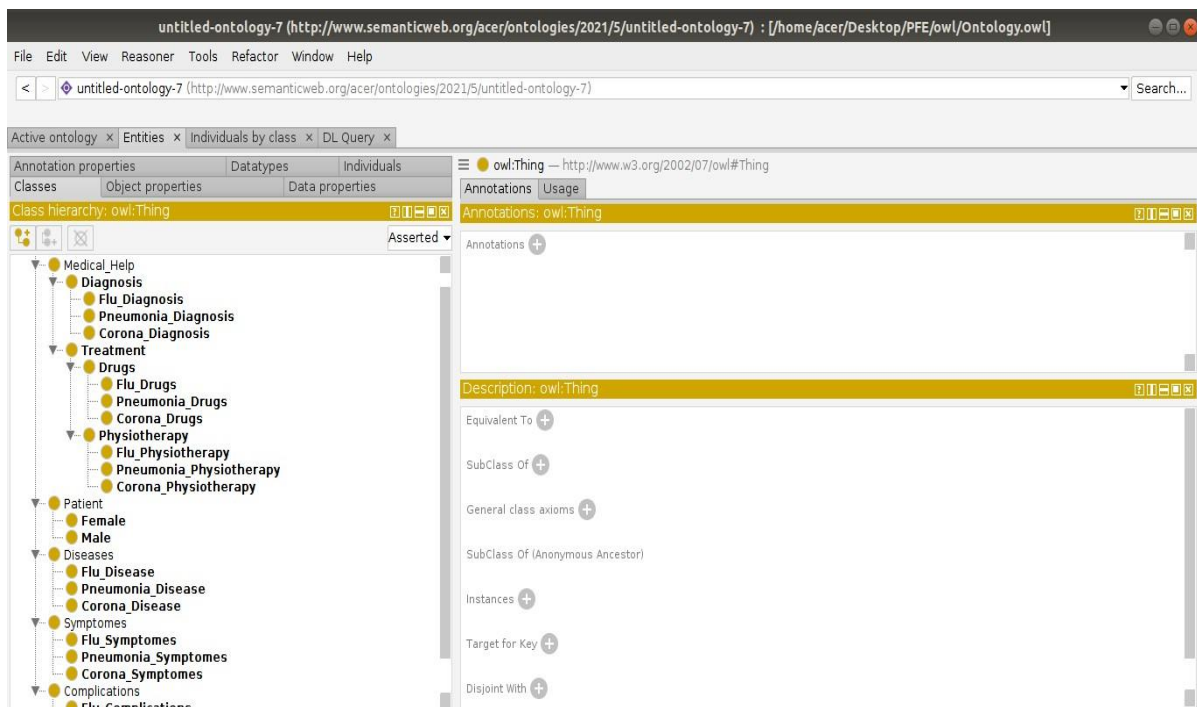 untitled-ontology-7 (http://www.semanticweb.org/acer/ontologies/2021/5/untitled-ontology-7) : [/home/acer/Desktop/PFE/owl/Ontology.owl]
File Edit View Reasoner Tools Refactor Window Help
< > untitled-ontology-7 (http://www.semanticweb.org/acer/ontologies/2021/5/untitled-ontology-7) Search...
Active ontology × Entities × Individuals by class × DL Query ×
Annotation properties Datatypes Individuals
Classes Object properties Data properties
Class hierarchy: owl:Thing
Asserted
Medical_Help
Diagnosis
Flu_Diagnosis
Pneumonia_Diagnosis
Corona_Diagnosis
Treatment
Drugs
Flu_Drugs
Pneumonia_Drugs
Corona_Drugs
Physiotherapy
Flu_Physiotherapy
Pneumonia_Physiotherapy
Corona_Physiotherapy
Patient
Female
Male
Diseases
Flu_Disease
Pneumonia_Disease
Corona_Disease
Symptomes
Flu_Symptomes
Pneumonia_Symptomes
Corona_Symptomes
Complications
Flu_Complications
owl:Thing — http://www.w3.org/2002/07/owl#Thing
Annotations Usage
Annotations: owl:Thing
Annotations
Description: owl:Thing
Equivalent To
SubClass Of
General class axioms
SubClass Of (Anonymous Ancestor)
Instances
Target for Key
Disjoint With